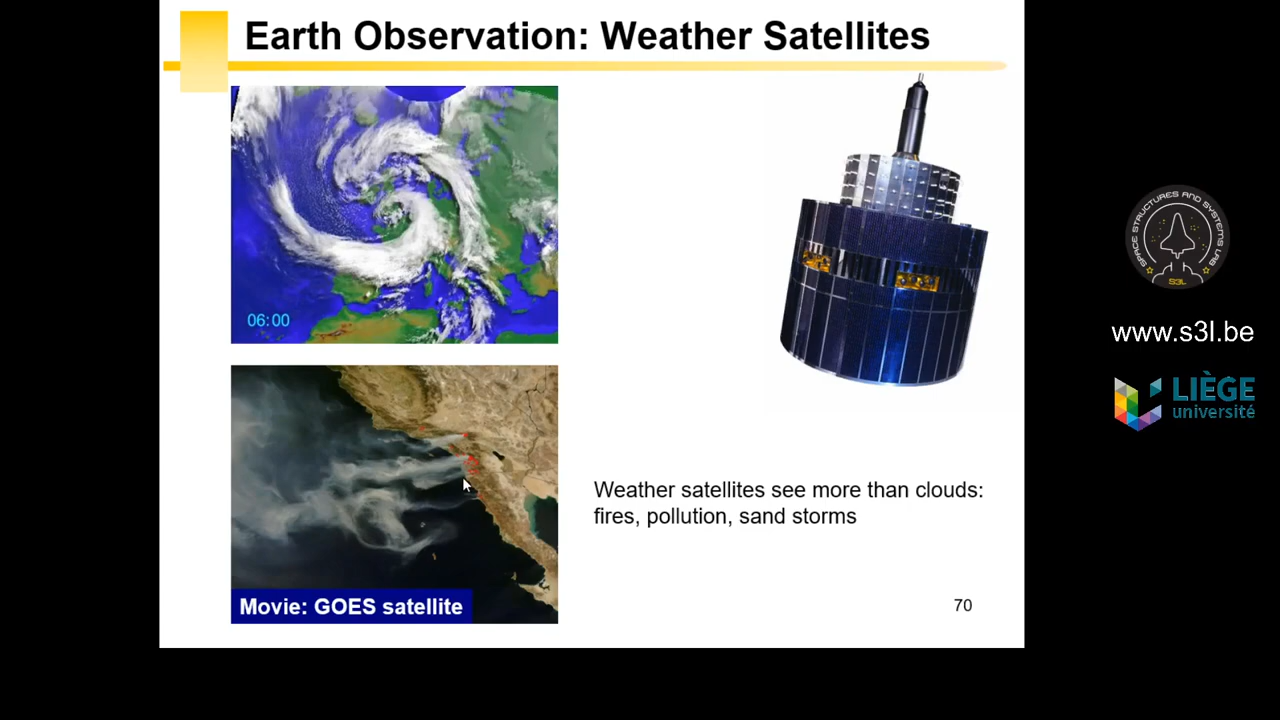 Earth Observation: Weather Satellites
06:00
Movie: GOES satellite
Weather satellites see more than clouds:
fires, pollution, sand storms
70
SPACE STRUCTURES AND SYSTEMS LAB
S3L
www.s3l.be
LIÈGE
université